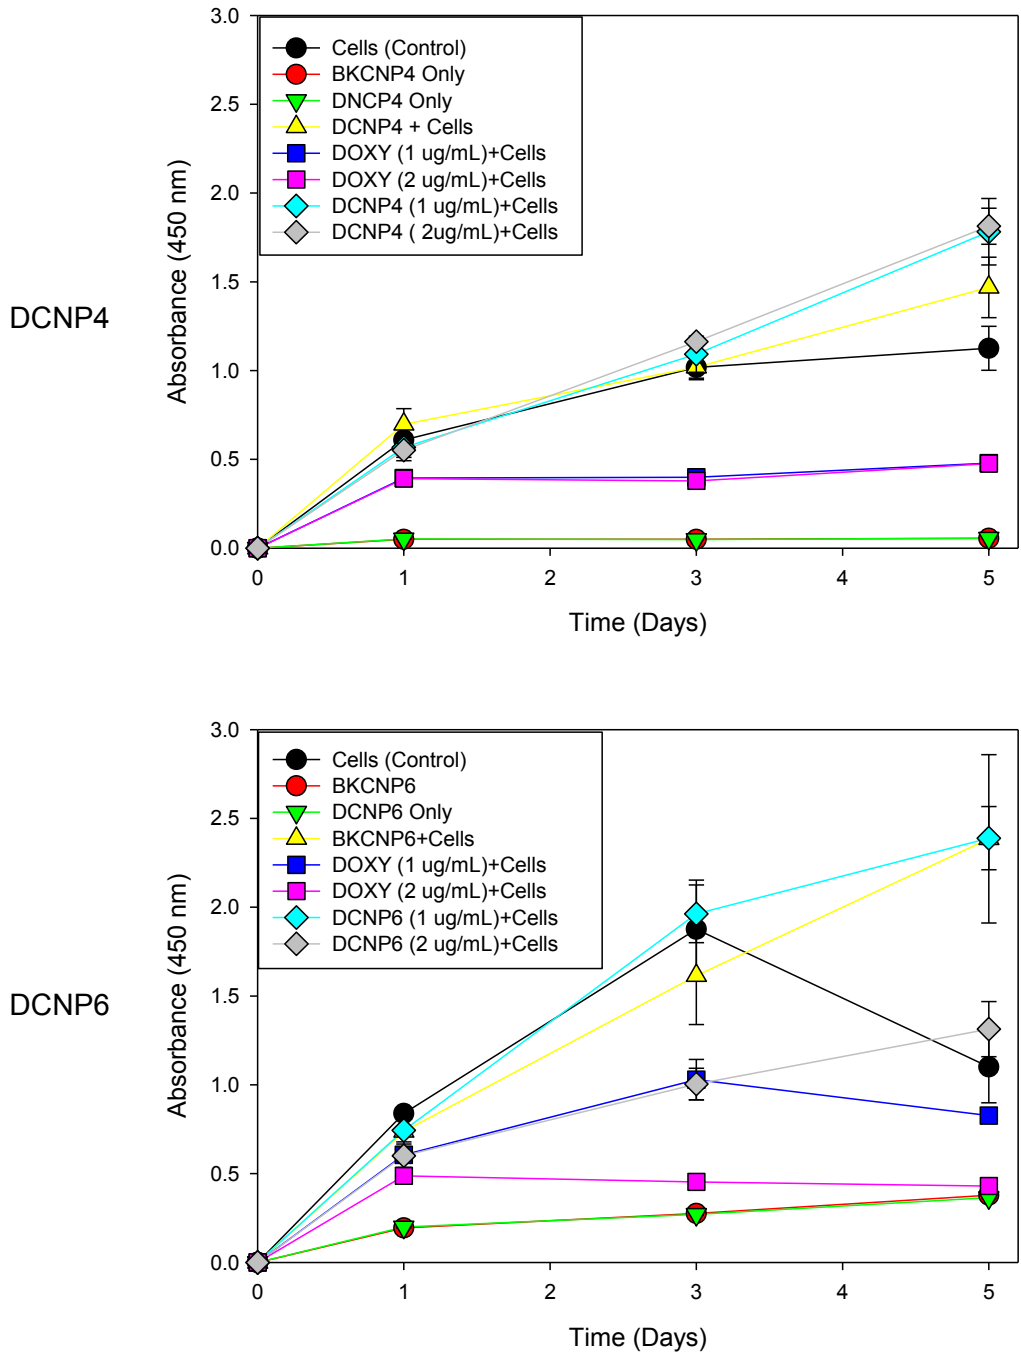 DCNP4
Absorbance (450 nm)
3.0
2.5
2.0
1.5
1.0
0.5
0.0
Cells (Control)
BKCNP4 Only
DNCP4 Only
DCNP4 + Cells
DOXY (1 ug/mL)+Cells
DOXY (2 ug/mL)+Cells
DCNP4 (1 ug/mL)+Cells
DCNP4 ( 2ug/mL)+Cells
0 1 2 3 4 5
Time (Days)
DCNP6
Absorbance (450 nm)
3.0
2.5
2.0
1.5
1.0
0.5
0.0
Cells (Control)
BKCNP6
DCNP6 Only
BKCNP6+Cells
DOXY (1 ug/mL)+Cells
DOXY (2 ug/mL)+Cells
DCNP6 (1 ug/mL)+Cells
DCNP6 (2 ug/mL)+Cells
0 1 2 3 4 5
Time (Days)